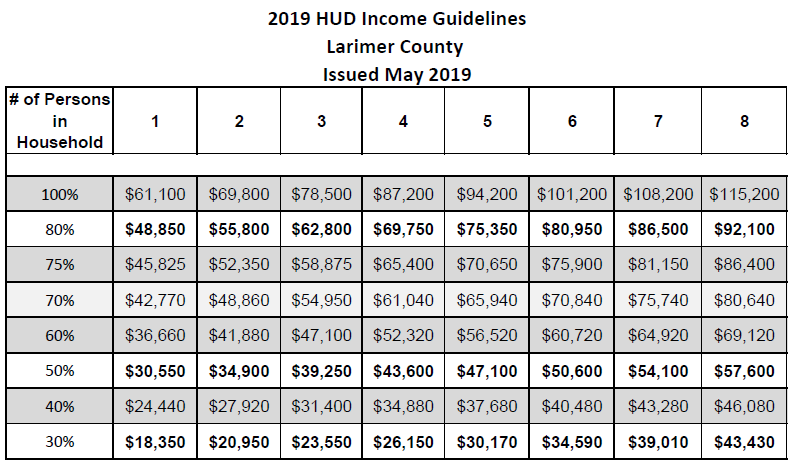 2019 HUD Income Guidelines
Larimer County
Issued May 2019
# of Persons
in
Household 1 2 3 4 5 6 7 8
100% $61,100 $69,800 $78,500 $87,200 $94,200 $101,200 $108,200 $115,200
80% $48,850 $55,800 $62,800 $69,750 $75,350 $80,950 $86,500 $92,100
75% $45,825 $52,350 $58,875 $65,400 $70,650 $75,900 $81,150 $86,400
70% $42,770 $48,860 $54,950 $61,040 $65,940 $70,840 $75,740 $80,640
60% $36,660 $41,880 $47,100 $52,320 $56,520 $60,720 $64,920 $69,120
50% $30,550 $34,900 $39,250 $43,600 $47,100 $50,600 $54,100 $57,600
40% $24,440 $27,920 $31,400 $34,880 $37,680 $40,480 $43,280 $46,080
30% $18,350 $20,950 $23,550 $26,150 $30,170 $34,590 $39,010 $43,430